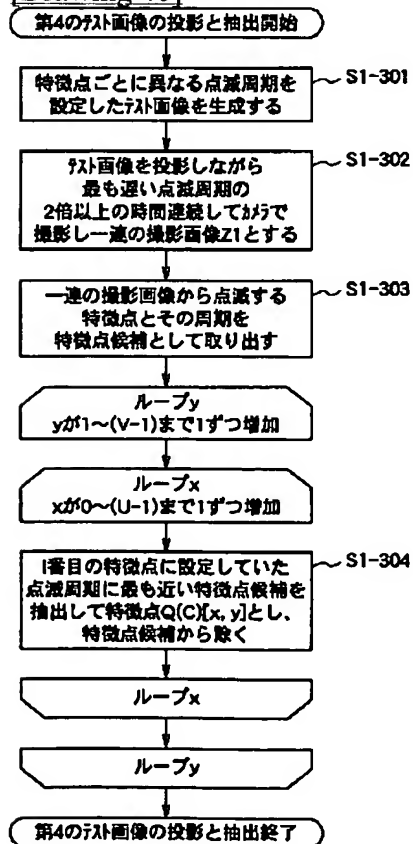 第4のテスト画像の投影と抽出開始
特徴点ごとに異なる点滅周期を
設定したテスト画像を生成する
S1-301
テスト画像を投影しながら
最も遅い点滅周期の
2倍以上の時間連続してカメラで
撮影し一連の撮影画像Z1とする
S1-302
一連の撮影画像から点滅する
特徴点とその周期を
特徴点候補として取り出す
S1-303
ループy
yが1~(V-1)まで1ずつ増加
ループx
xが0~(U-1)まで1ずつ増加
I番目の特徴点に設定していた
点滅周期に最も近い特徴点候補を
抽出して特徴点Q(C)[x, y]とし、
特徴点候補から除く
S1-304
ループx
ループy
第4のテスト画像の投影と抽出終了